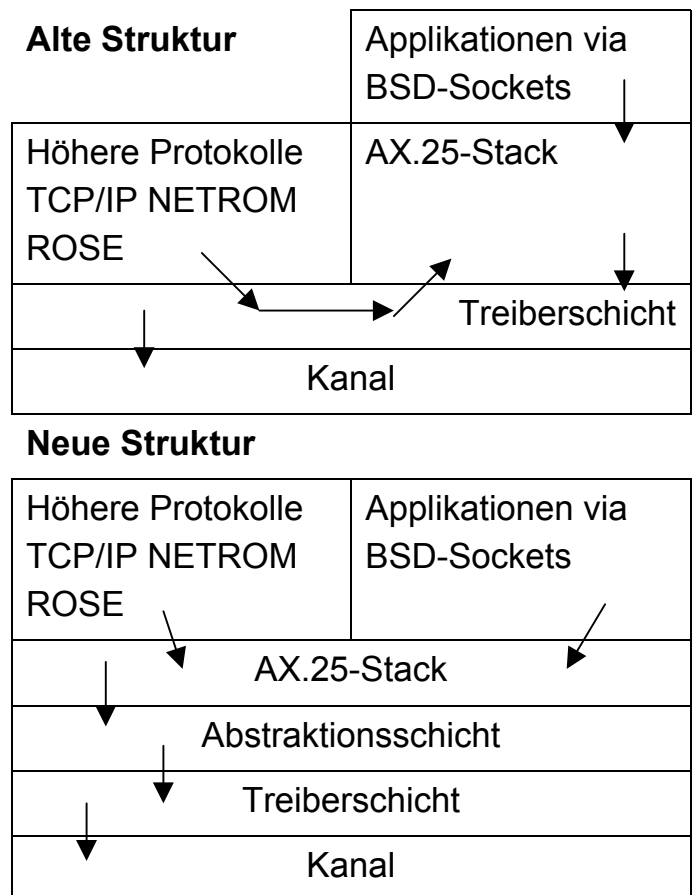 Alte Struktur
Applikationen via
BSD-Sockets
Höhere Protokolle
TCP/IP NETROM
ROSE
AX.25-Stack
Treiberschicht
Kanal
Neue Struktur
Höhere Protokolle
TCP/IP NETROM
ROSE
Applikationen via
BSD-Sockets
AX.25-Stack
Abstraktionsschicht
Treiberschicht
Kanal